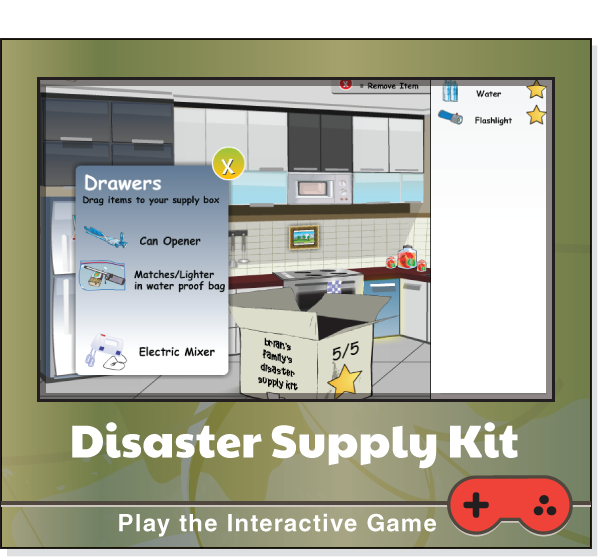 X = Remove Item
Water
Flashlight
X
Drawers
Drag items to your supply box
Can Opener
Matches/Lighter
in water proof bag
Electric Mixer
brian's
family's
disaster
supply kit
5/5
Disaster Supply Kit
Play the Interactive Game